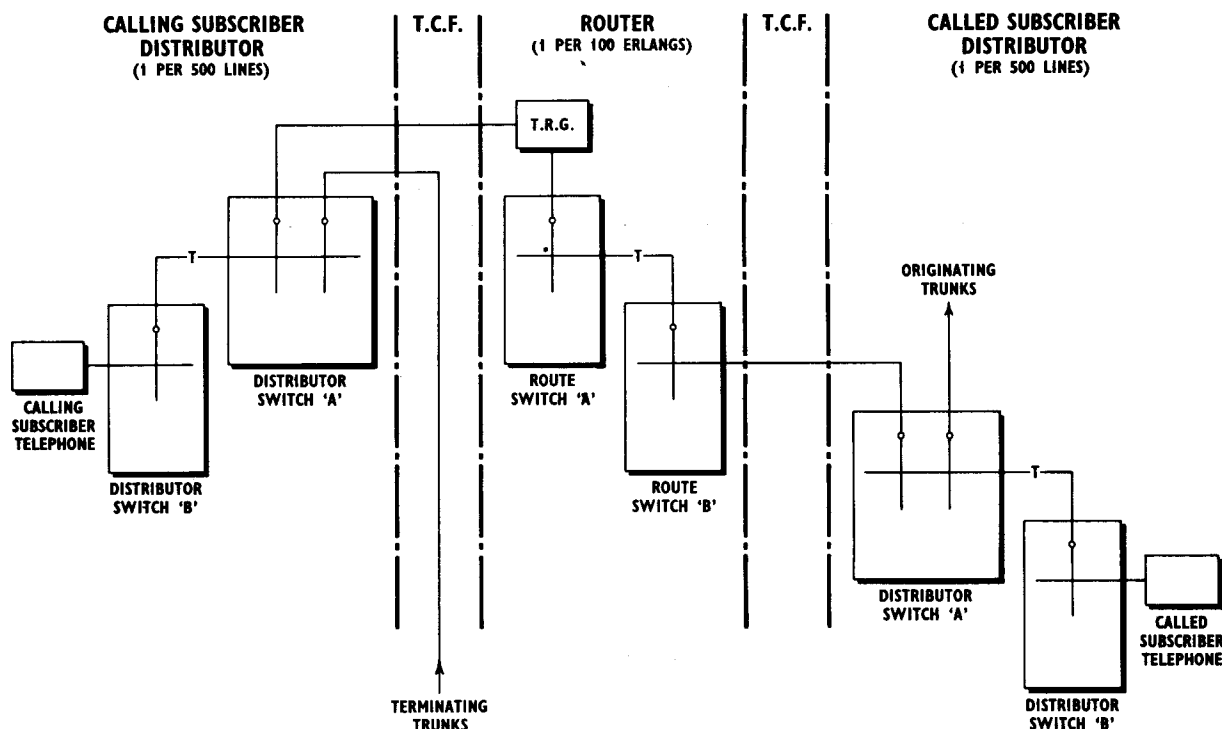 CALLING SUBSCRIBER
DISTRIBUTOR
(1 PER 500 LINES)
T.C.F.
ROUTER
(1 PER 100 ERLANGS)
T.C.F.
CALLED SUBSCRIBER
DISTRIBUTOR
(1 PER 500 LINES)
T.R.G.
T
T
ORIGINATING
TRUNKS
CALLING
SUBSCRIBER
TELEPHONE
DISTRIBUTOR
SWITCH 'A'
ROUTE
SWITCH 'A'
DISTRIBUTOR
SWITCH 'B'
ROUTE
SWITCH 'B'
T
DISTRIBUTOR
SWITCH 'A'
CALLED
SUBSCRIBER
TELEPHONE
TERMINATING
TRUNKS
DISTRIBUTOR
SWITCH 'B'